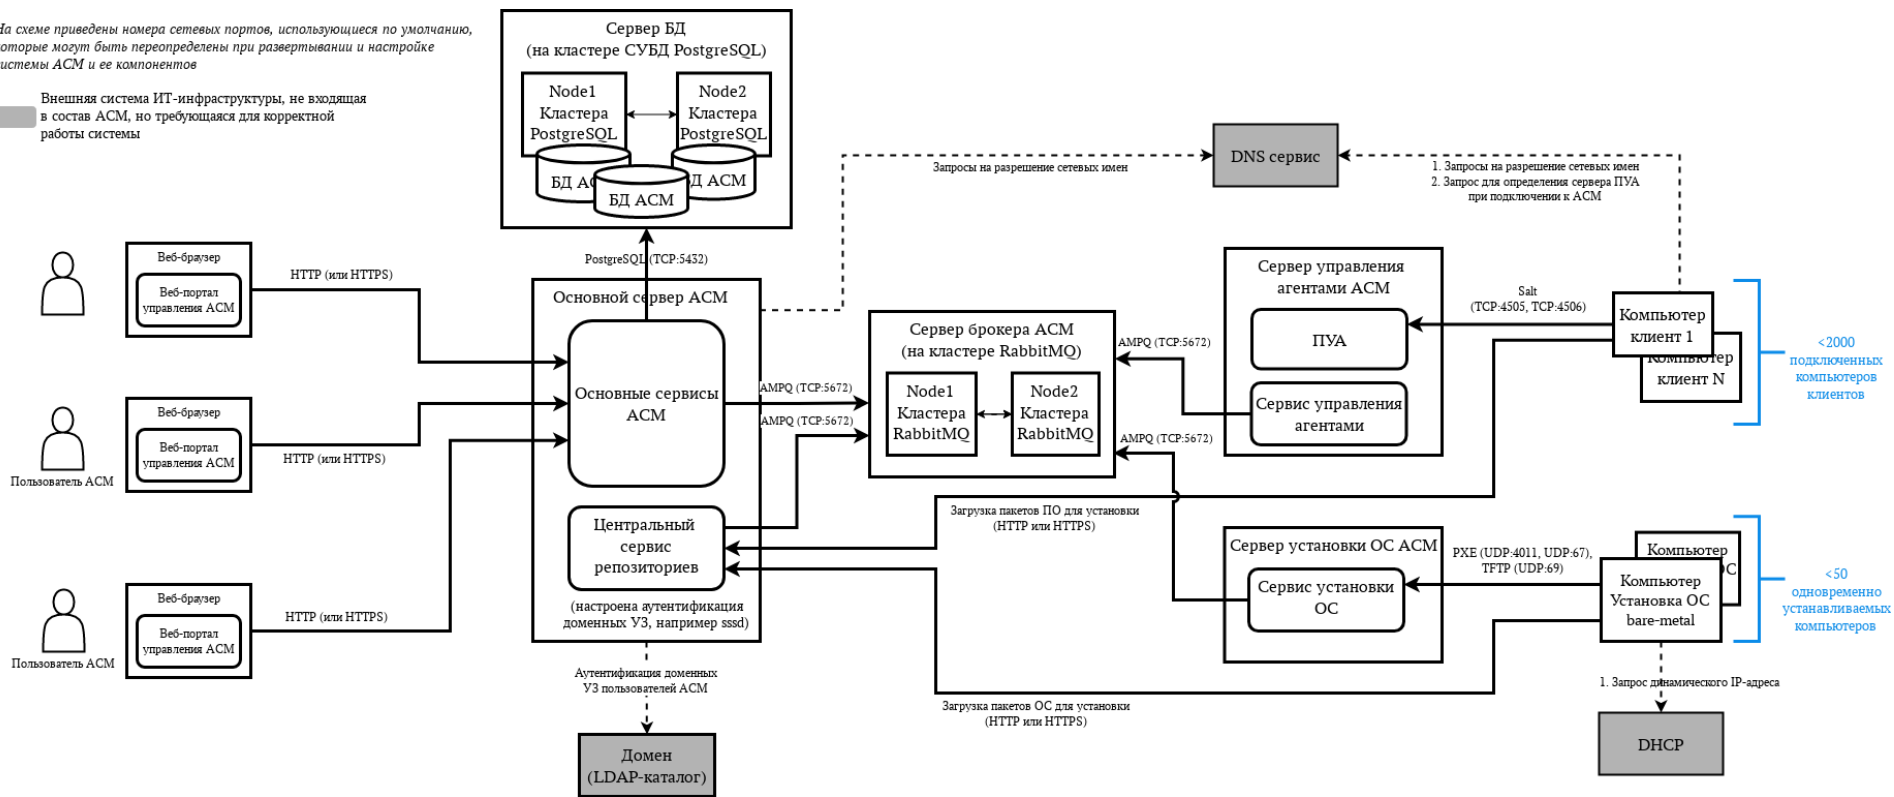 На схеме приведены номера сетевых портов, использующиеся по умолчанию,
которые могут быть переопределены при развертывании и настройке
системы АСМ и ее компонентов
Внешняя система ИТ-инфраструктуры, не входящая
в состав АСМ, но требующаяся для корректной
работы системы
Сервер БД
(на кластере СУБД PostgreSQL)
Node1
Кластера
PostgreSQL
Node2
Кластера
PostgreSQL
БД АС
БД АСМ
БД АСМ
PostgreSQL (TCP:5432)
Веб-браузер
Веб-портал
управления АСМ
HTTP (или HTTPS)
Пользователь АСМ
Веб-браузер
Веб-портал
управления АСМ
HTTP (или HTTPS)
Пользователь АСМ
Веб-браузер
Веб-портал
управления АСМ
HTTP (или HTTPS)
Основной сервер АСМ
Основные сервисы
АСМ
Центральный
сервис
репозиториев
(настроена аутентификация
доменных УЗ, например sssd)
Аутентификация доменных
УЗ пользователей АСМ
Домен
(LDAP-каталог)
AMPQ (TCP:5672)
AMPQ (TCP:5672)
Сервер брокера АСМ
(на кластере RabbitMQ)
Node1
Кластера
RabbitMQ
Node2
Кластера
RabbitMQ
Запросы на разрешение сетевых имен
DNS сервис
1. Запросы на разрешение сетевых имен
2. Запрос для определения сервера ПУА
при подключении к АСМ
AMPQ (TCP:5672)
AMPQ (TCP:5672)
Сервер управления
агентами АСМ
ПУА
Сервис управления
агентами
Salt
(TCP:4505, TCP:4506)
Компьютер
клиент 1
Компьютер
клиент N
<2000
подключенных
компьютеров
клиентов
Загрузка пакетов ПО для установки
(HTTP или HTTPS)
Сервер установки ОС АСМ
Сервис установки
ОС
PXE (UDP:4011, UDP:67),
TFTP (UDP:69)
Компьютер
ОС
Компьютер
Установка ОС
bare-metal
<50
одновременно
устанавливаемых
компьютеров
Загрузка пакетов ОС для установки
(HTTP или HTTPS)
1. Запрос динамического IP-адреса
DHCP